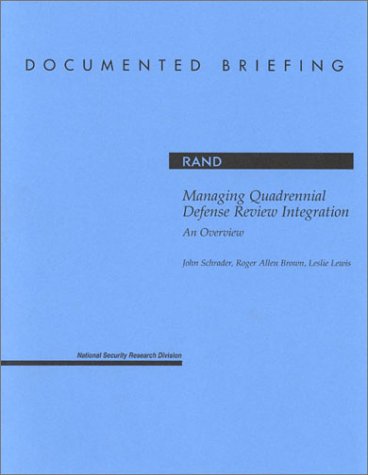 DOCUMENTED BRIEFING
RAND
Managing Quadrennial
Defense Review Integration
An Overview
John Schrader, Roger Allen Brown, Leslie Lewis
National Security Research Division